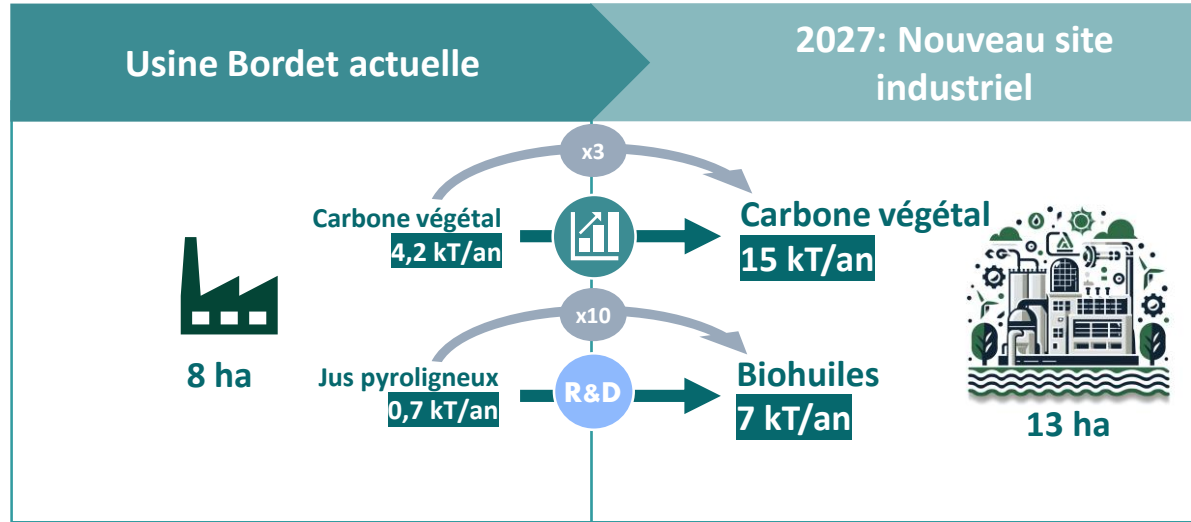 Usine Bordet actuelle
2027: Nouveau site
industriel
x3
Carbone végétal
4,2 kT/an
Carbone végétal
15 kT/an
8 ha
x10
Jus pyroligneux
0,7 kT/an
R&D
Biohuiles
7 kT/an
13 ha